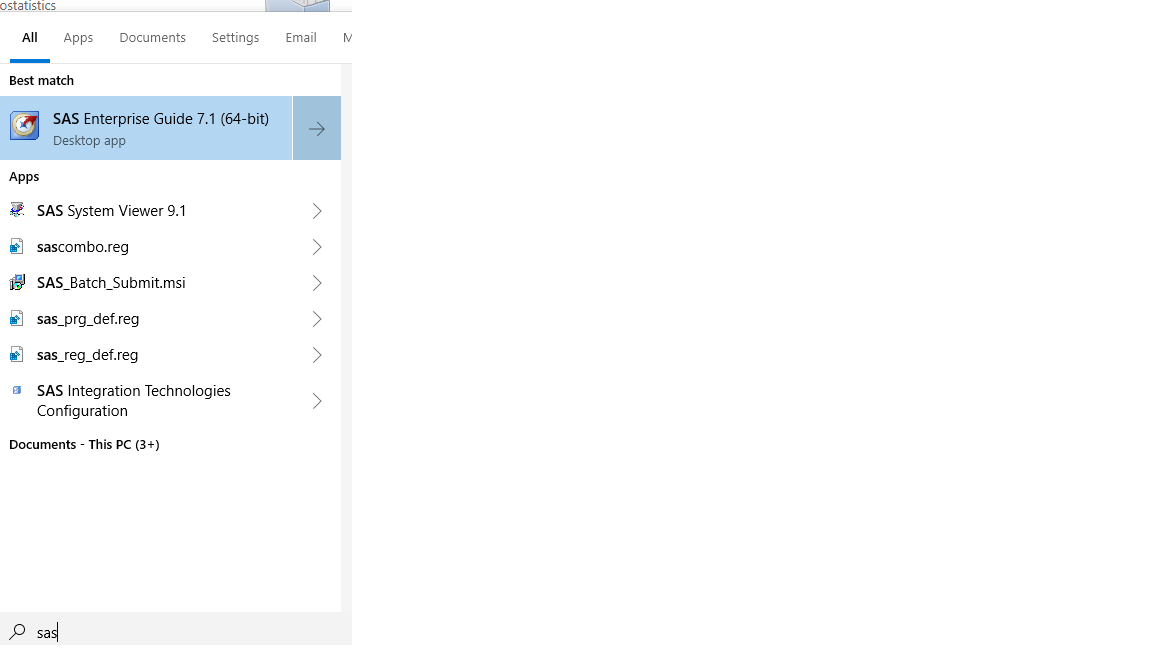 ostatistics
All Apps Documents Settings Email M
Best match
SAS Enterprise Guide 7.1 (64-bit)
Desktop app
Apps
SAS System Viewer 9.1
sascombo.reg
SAS_Batch_Submit.msi
sas_prg_def.reg
sas_reg_def.reg
SAS Integration Technologies
Configuration
Documents - This PC (3+)
sas